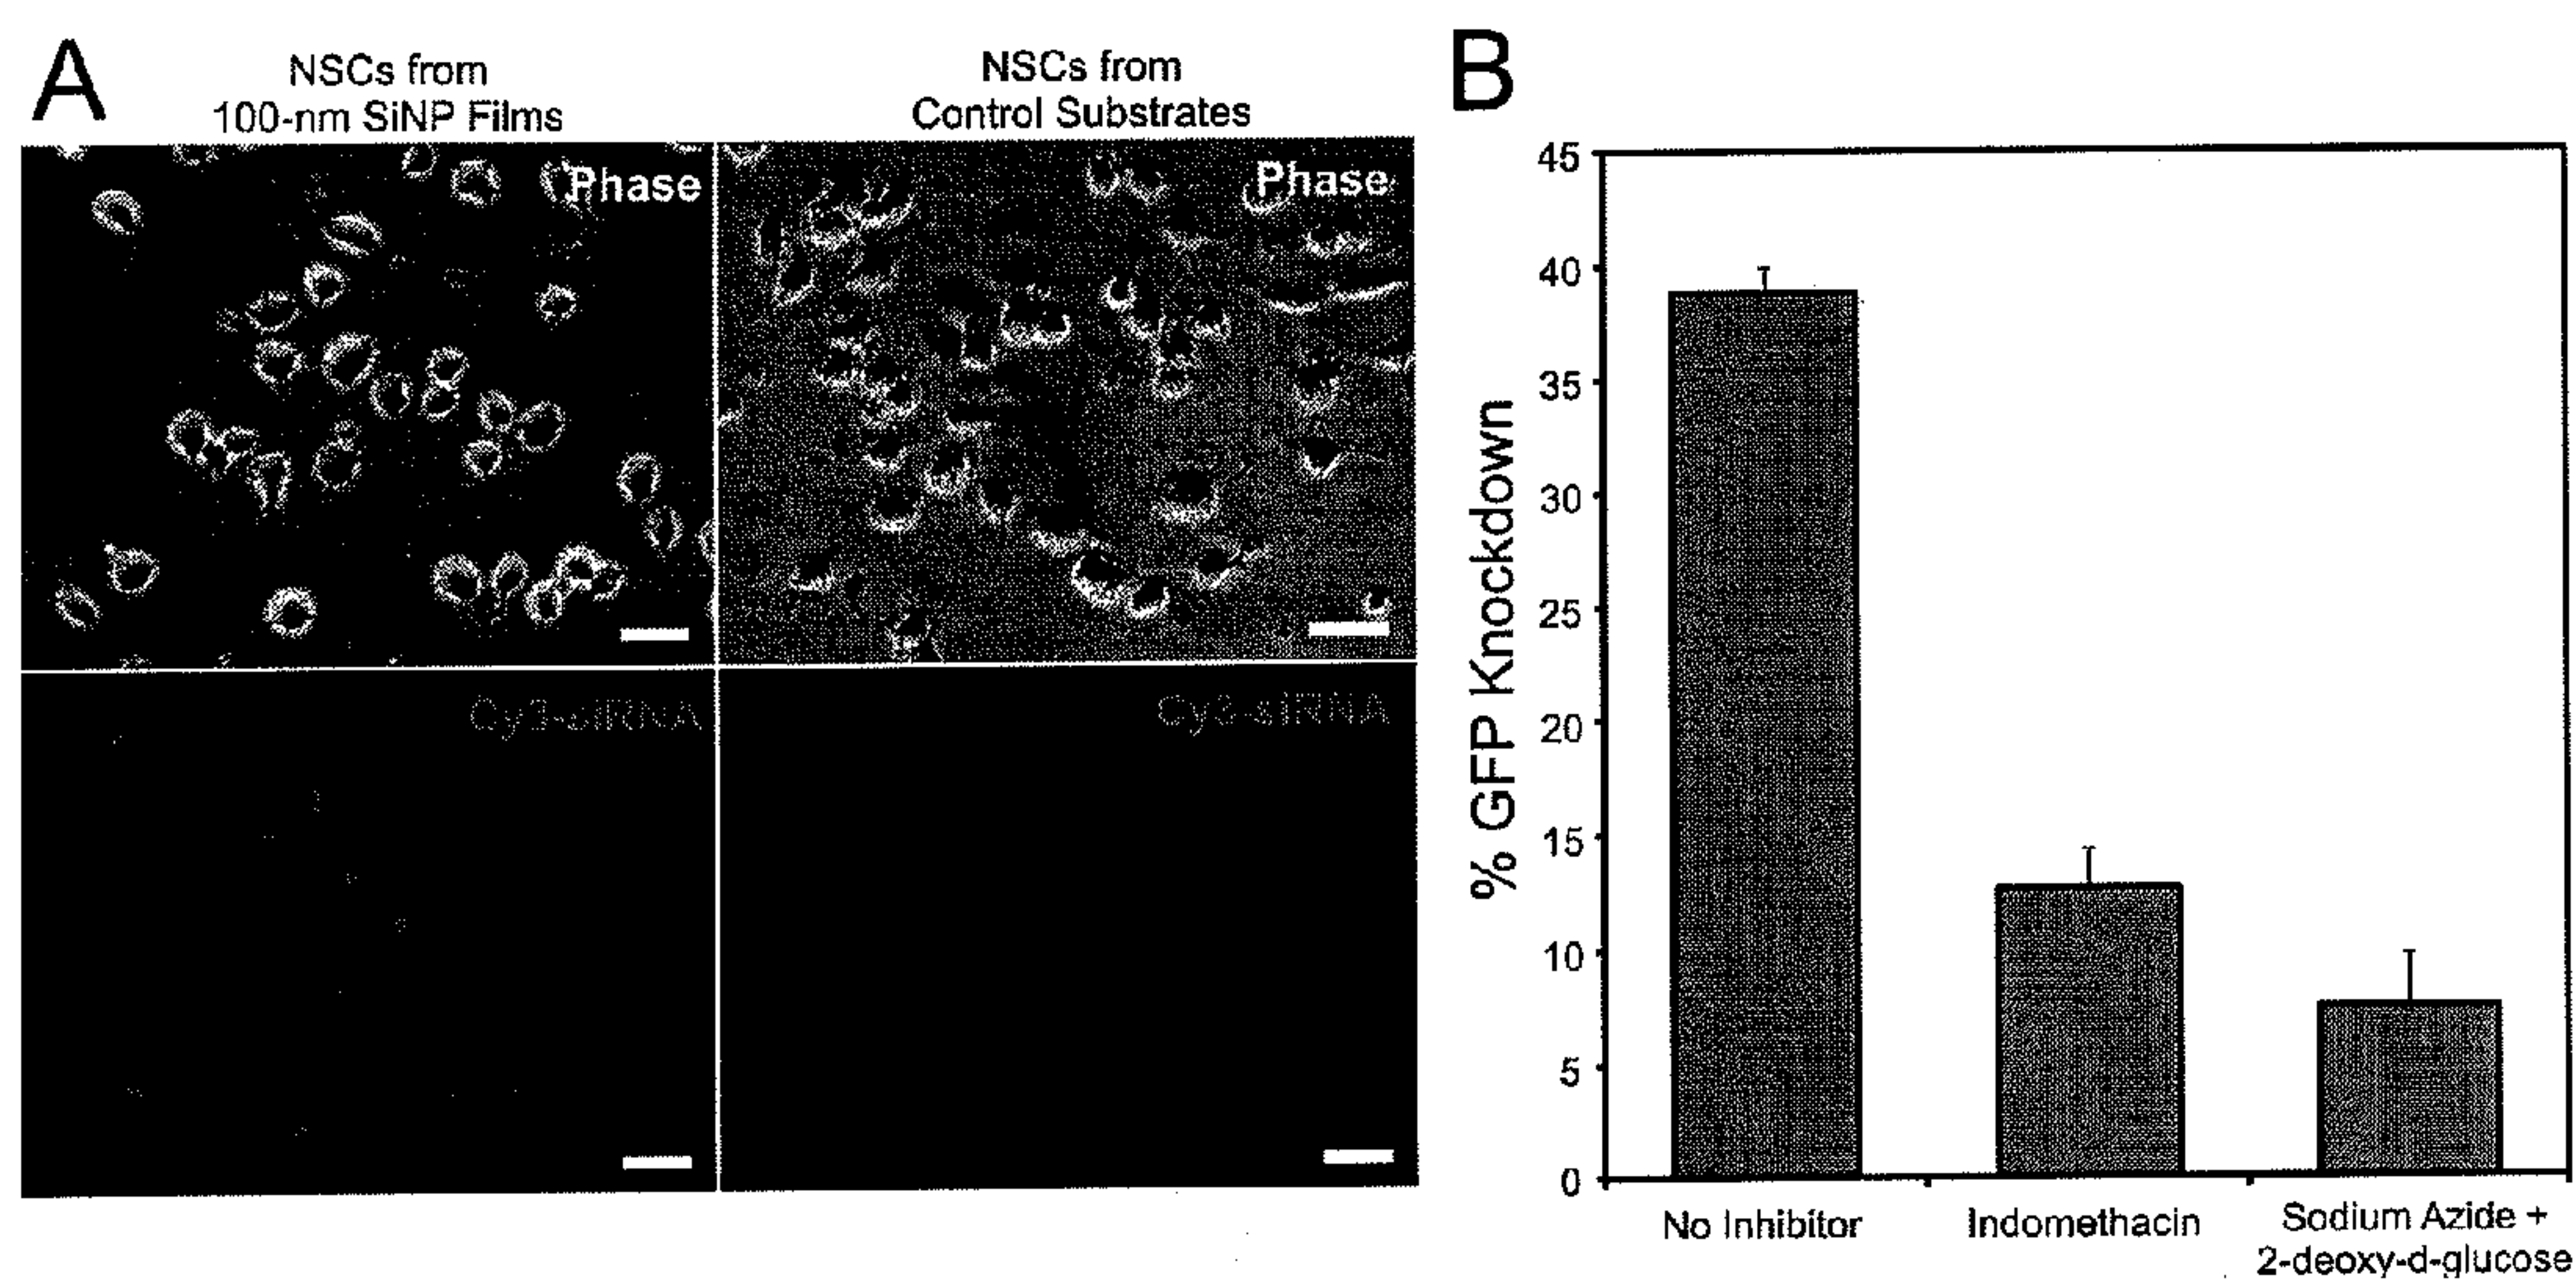 A
NSCs from
100-nm SiNP Films
NSCs from
Control Substrates
Phase
Phase
Cy3-siRNA
Cy3-siRNA
B
% GFP Knockdown
45
40
35
30
25
20
15
10
5
0
No Inhibitor
Indomethacin
Sodium Azide +
2-deoxy-d-glucose